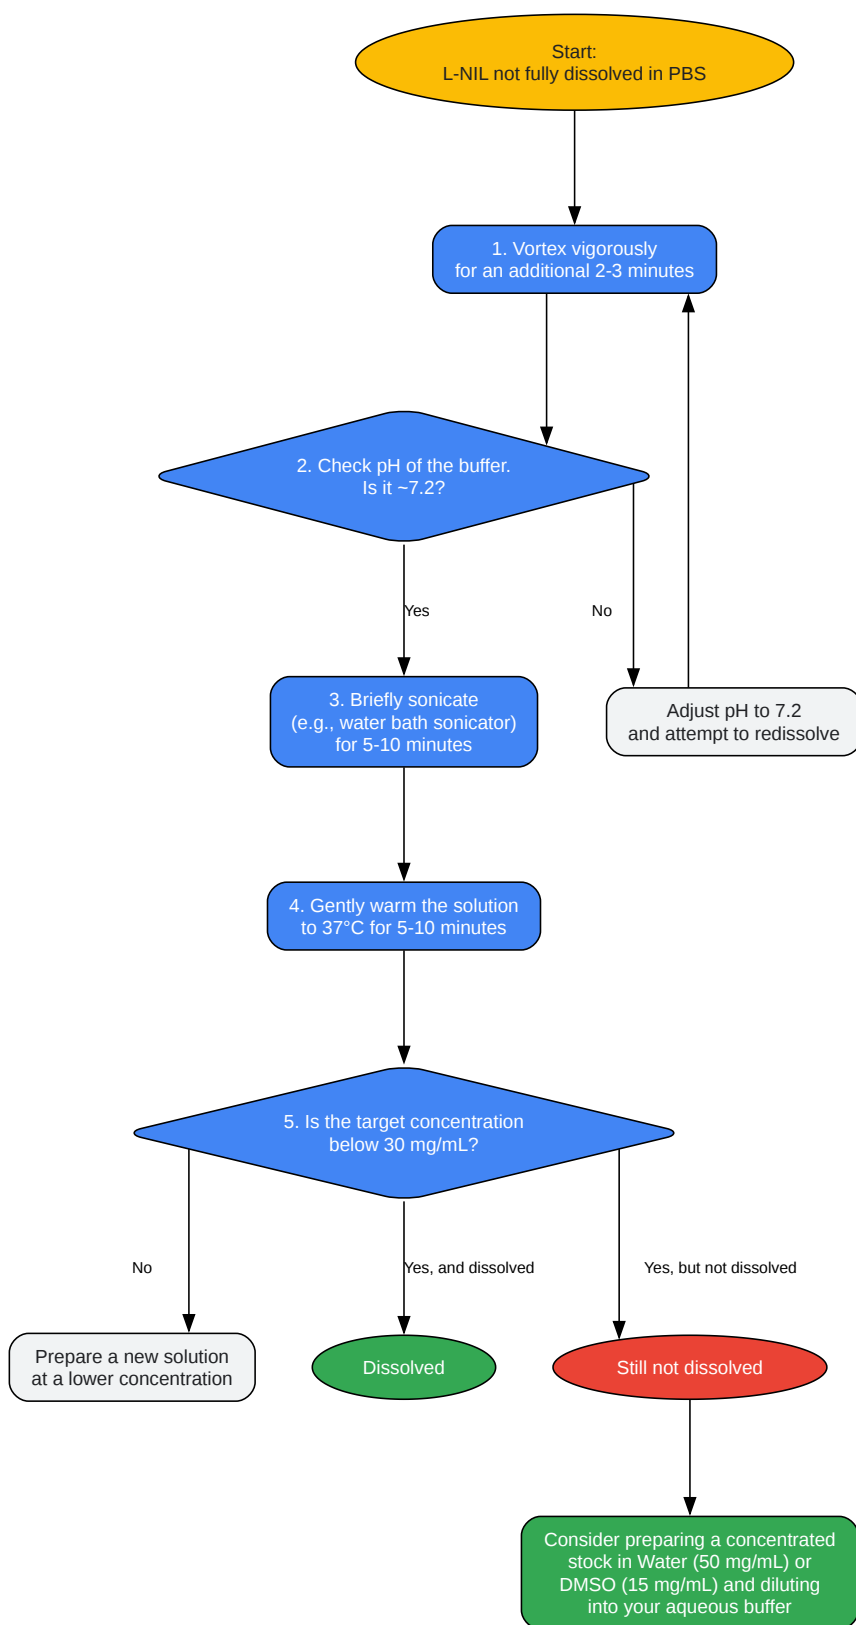 Start:
L-NIL not fully dissolved in PBS
1. Vortex vigorously
for an additional 2-3 minutes
2. Check pH of the buffer.
Is it ~7.2?
Yes
No
3. Briefly sonicate
(e.g., water bath sonicator)
for 5-10 minutes
Adjust pH to 7.2
and attempt to redissolve
4. Gently warm the solution
to 37°C for 5-10 minutes
5. Is the target concentration
below 30 mg/mL?
No
Yes, and dissolved
Yes, but not dissolved
Prepare a new solution
at a lower concentration
Dissolved
Still not dissolved
Consider preparing a concentrated
stock in Water (50 mg/mL) or
DMSO (15 mg/mL) and diluting
into your aqueous buffer